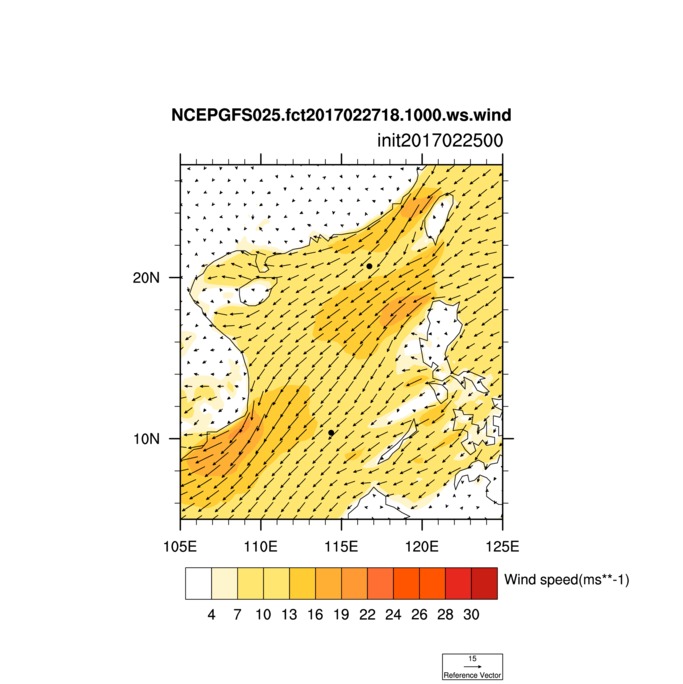 NCEPGFS025.fct2017022718.1000.ws.wind
init2017022500
20N
10N
105E 110E 115E 120E 125E
Wind speed(ms**-1)
4 7 10 13 16 19 22 24 26 28 30
15
Reference Vector